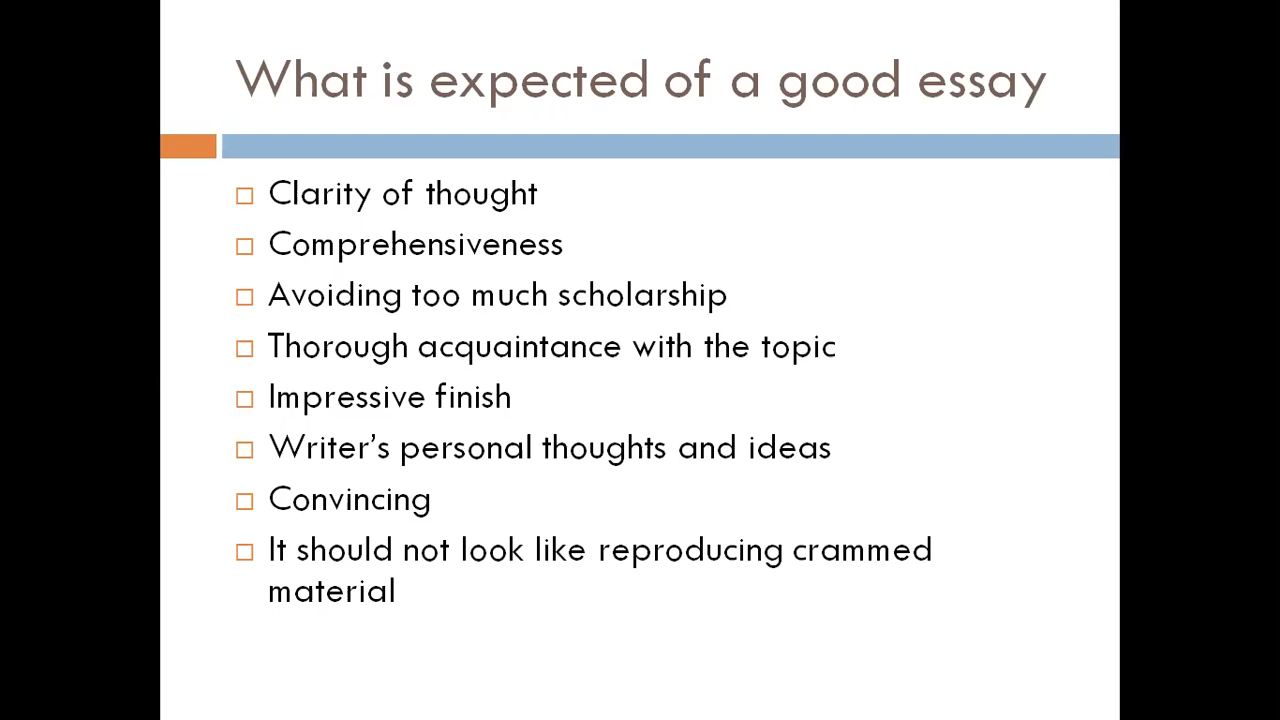 What is expected of a good essay
Clarity of thought
Comprehensiveness
Avoiding too much scholarship
Thorough acquaintance with the topic
Impressive finish
Writer’s personal thoughts and ideas
Convincing
It should not look like reproducing crammed
material